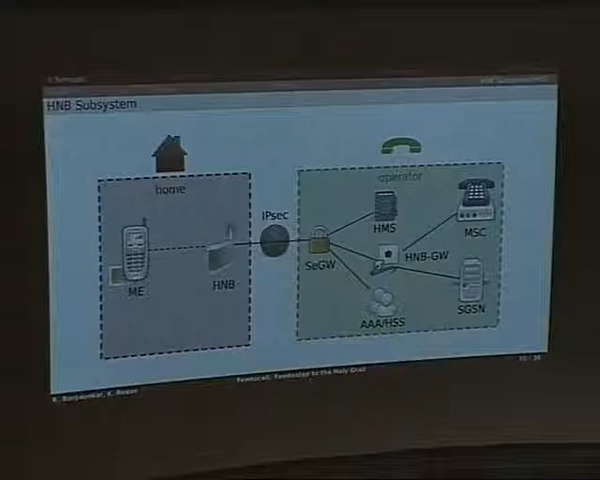 HNB Subsystem
home
operator
IPsec
HMS
MSC
HNB-GW
SeGW
ME
HNB
SGSN
AAA/HSS
Femtocell: Femtostep to the Holy Grail